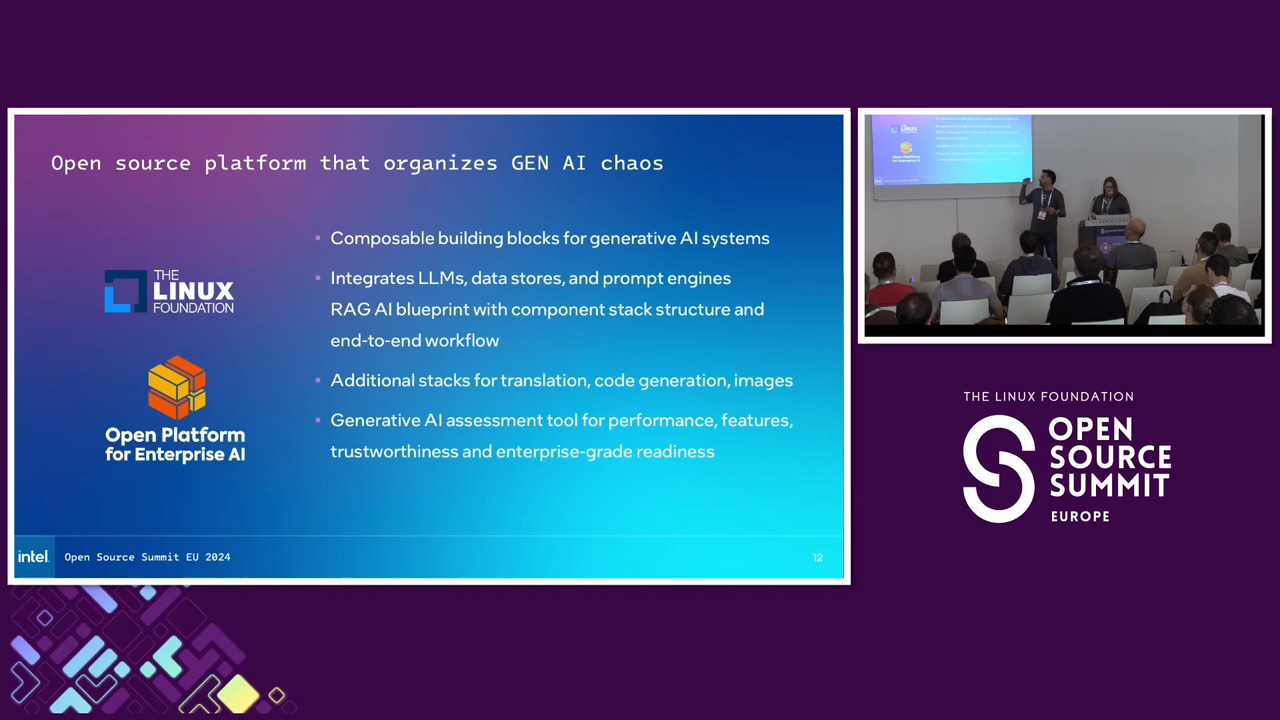 Open source platform that organizes GEN AI chaos
THE
LINUX
FOUNDATION
Open Platform
for Enterprise AI
▪ Composable building blocks for generative AI systems
▪ Integrates LLMs, data stores, and prompt engines
RAG AI blueprint with component stack structure and
end-to-end workflow
▪ Additional stacks for translation, code generation, images
▪ Generative AI assessment tool for performance, features,
trustworthiness and enterprise-grade readiness
intel.
Open Source Summit EU 2024
12
THE LINUX FOUNDATION
OPEN
SOURCE
SUMMIT
EUROPE